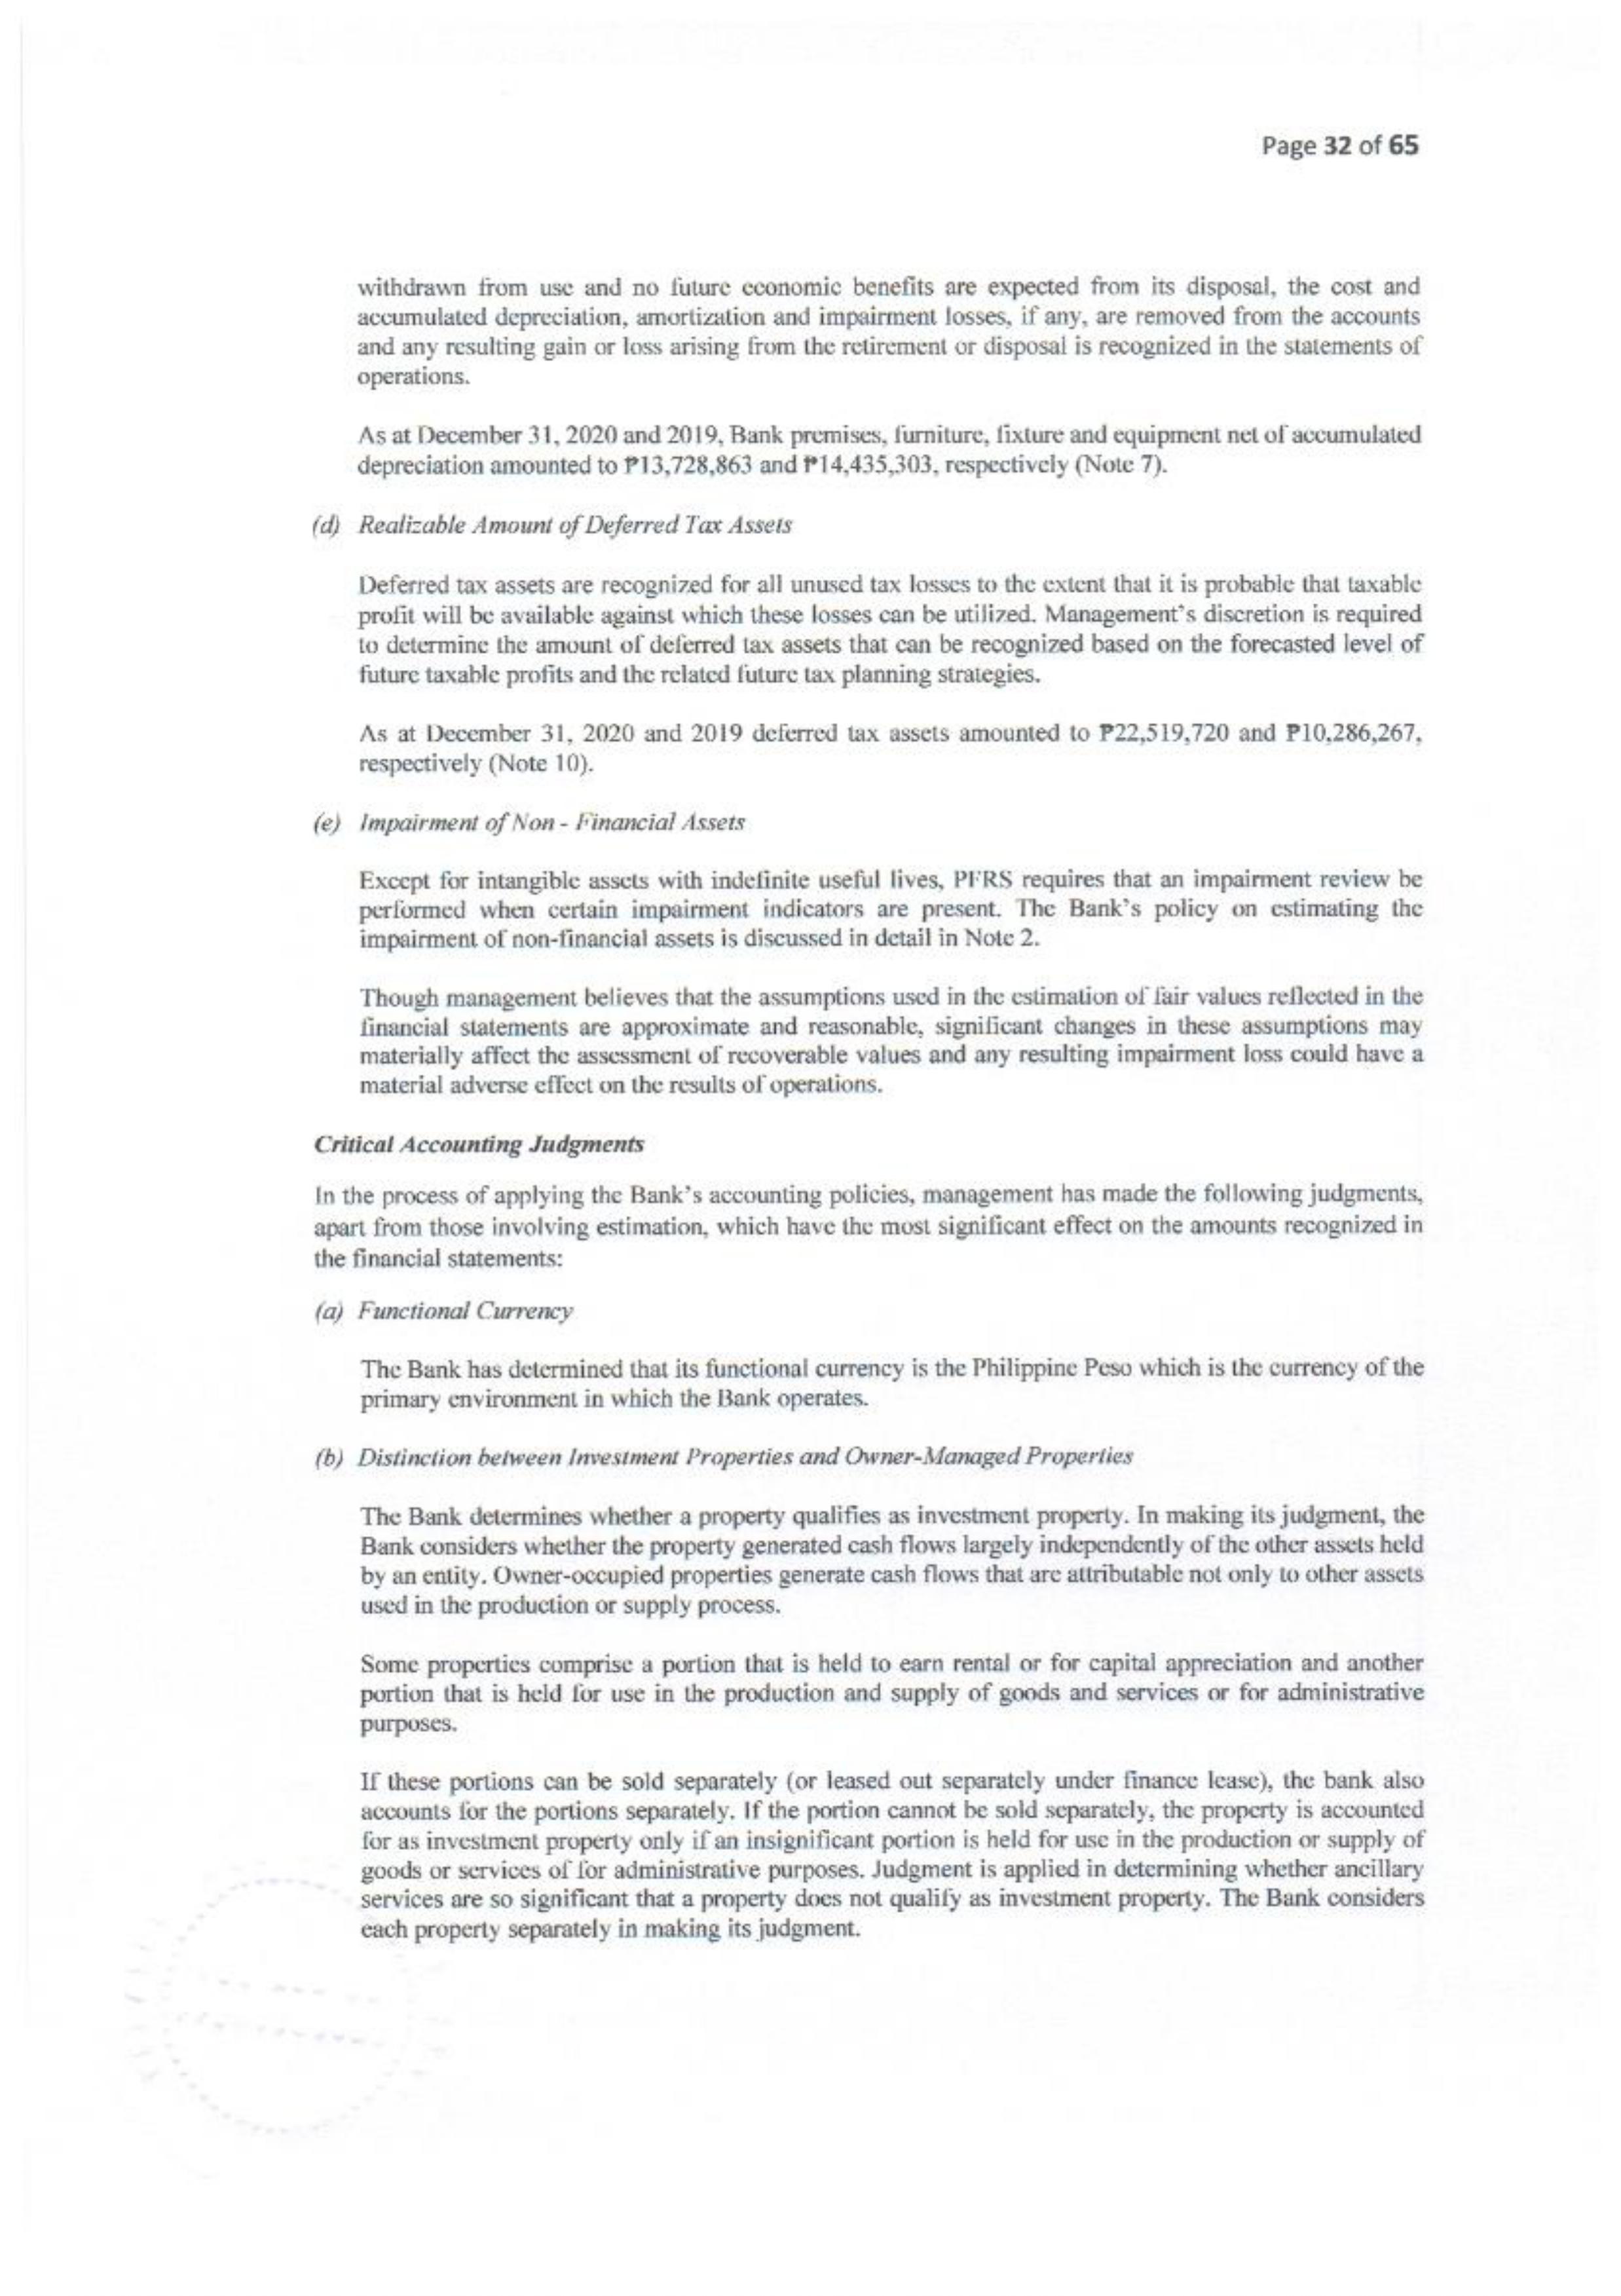 Page 32 of 65
withdrawn from use and no future economic benefits are expected from its disposal, the cost and
accumulated depreciation, amortization and impairment losses, if any, are removed from the accounts
and any resulting gain or loss arising from the retirement or disposal is recognized in the statements of
operations.
As at December 31, 2020 and 2019, Bank premises, furniture, fixture and equipment net of accumulated
depreciation amounted to ₱13,728,863 and ₱14,435,303, respectively (Note 7).
(d) Realizable Amount of Deferred Tax Assets
Deferred tax assets are recognized for all unused tax losses to the extent that it is probable that taxable
profit will be available against which these losses can be utilized. Management's discretion is required
to determine the amount of deferred tax assets that can be recognized based on the forecasted level of
future taxable profits and the related future tax planning strategies.
As at December 31, 2020 and 2019 deferred tax assets amounted to ₱22,519,720 and ₱10,286,267,
respectively (Note 10).
(e) Impairment of Non - Financial Assets
Except for intangible assets with indefinite useful lives, PFRS requires that an impairment review be
performed when certain impairment indicators are present. The Bank's policy on estimating the
impairment of non-financial assets is discussed in detail in Note 2.
Though management believes that the assumptions used in the estimation of fair values reflected in the
financial statements are approximate and reasonable, significant changes in these assumptions may
materially affect the assessment of recoverable values and any resulting impairment loss could have a
material adverse effect on the results of operations.
Critical Accounting Judgments
In the process of applying the Bank's accounting policies, management has made the following judgments,
apart from those involving estimation, which have the most significant effect on the amounts recognized in
the financial statements:
(a) Functional Currency
The Bank has determined that its functional currency is the Philippine Peso which is the currency of the
primary environment in which the Bank operates.
(b) Distinction between Investment Properties and Owner-Managed Properties
The Bank determines whether a property qualifies as investment property. In making its judgment, the
Bank considers whether the property generated cash flows largely independently of the other assets held
by an entity. Owner-occupied properties generate cash flows that are attributable not only to other assets
used in the production or supply process.
Some properties comprise a portion that is held to earn rental or for capital appreciation and another
portion that is held for use in the production and supply of goods and services or for administrative
purposes.
If these portions can be sold separately (or leased out separately under finance lease), the bank also
accounts for the portions separately. If the portion cannot be sold separately, the property is accounted
for as investment property only if an insignificant portion is held for use in the production or supply of
goods or services of for administrative purposes. Judgment is applied in determining whether ancillary
services are so significant that a property does not qualify as investment property. The Bank considers
each property separately in making its judgment.